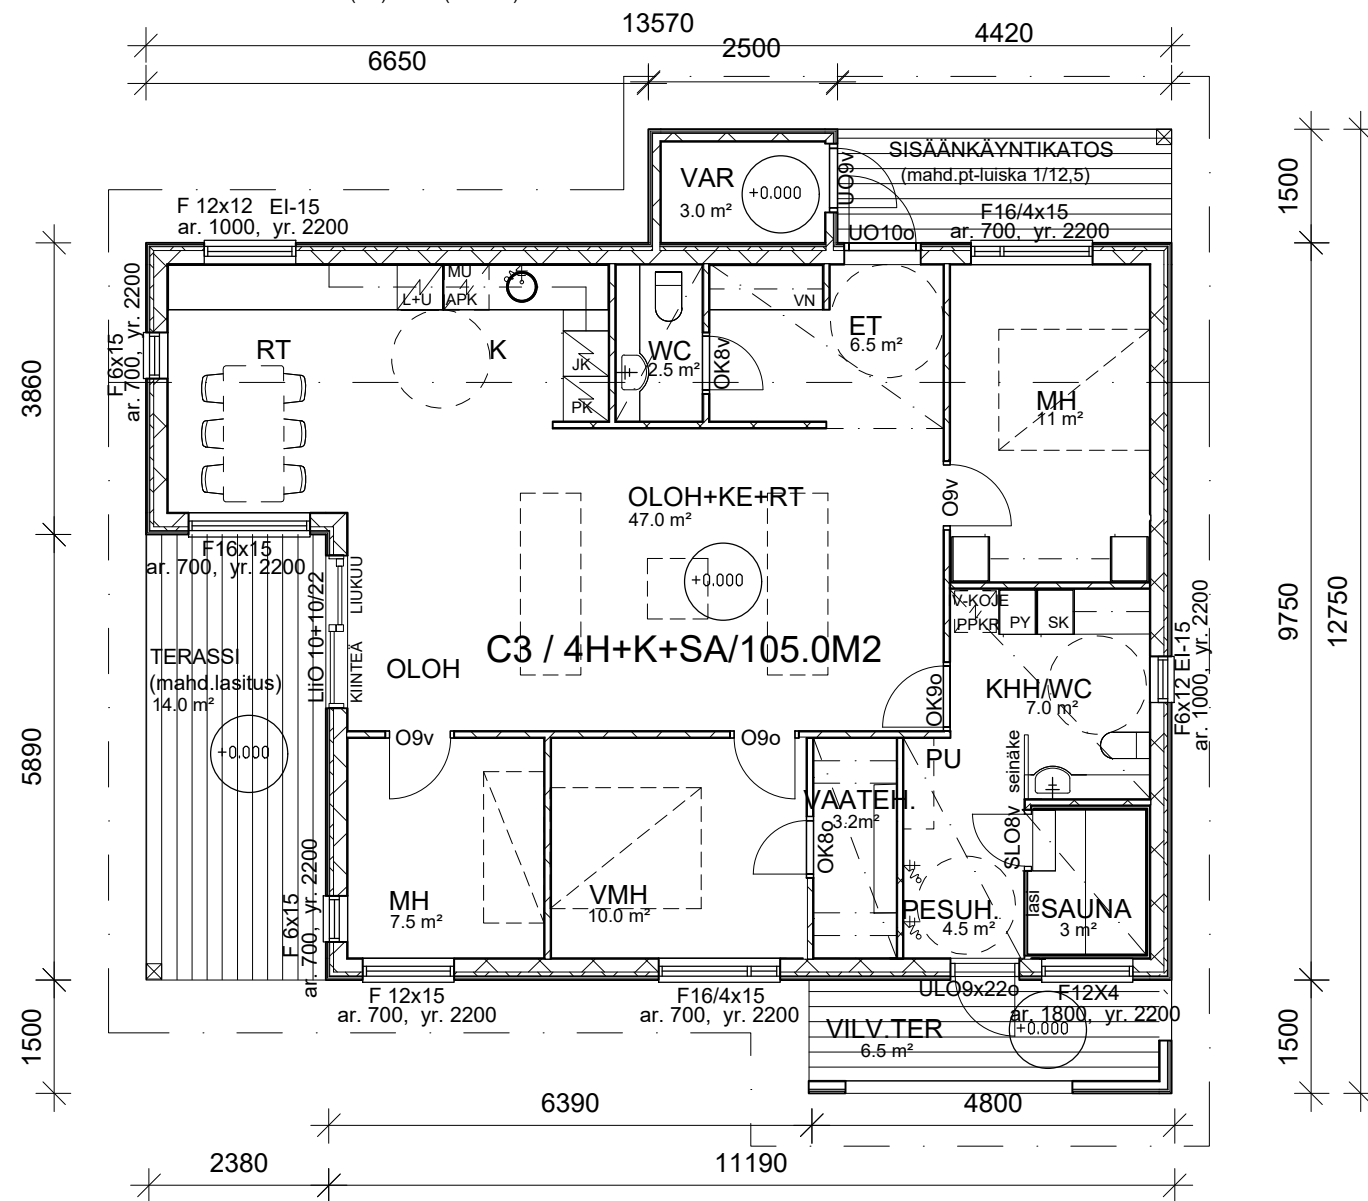 13570
6650
2500
4420
SISÄÄNKÄYNTIKATOS
(mahd.pt-luiska 1/12,5)
VAR
3.0 m²
+0.000
UO9v
UO10o
F 12x12 EI-15
ar. 1000, yr. 2200
F16/4x15
ar. 700, yr. 2200
1500
3860
9750
12750
5890
1500
1500
F 6x15
ar. 700, yr. 2200
MU
L+U
APK
VN
RT
K
JK
PK
WC
2.5 m²
OK8v
ET
6.5 m²
MH
11 m²
OLOH+KE+RT
47.0 m²
O9v
+0.000
F16x15
ar. 700, yr. 2200
LIUKUU
LIiO 10+10/22
KIINTEÄ
V-KOJE
PPKR
PY
SK
C3 / 4H+K+SA/105.0M2
TERASSI
(mahd.lasitus)
14.0 m²
+0.000
OLOH
OK9o
KHH/WC
7.0 m²
F6x12 EI-15
ar. 1000, yr. 2200
O9v
O9o
PU
seinäke
VAATEH.
3.2m²
OK8o
SLO8v
lasi
MH
7.5 m²
VMH
10.0 m²
PESUH.
4.5 m²
SAUNA
3 m²
F 6x15
ar. 700, yr. 2200
F 12x15
ar. 700, yr. 2200
F16/4x15
ar. 700, yr. 2200
ULO9x22o
F12X4
ar. 1800, yr. 2200
VILV.TER
6.5 m²
+0.000
6390
4800
2380
11190